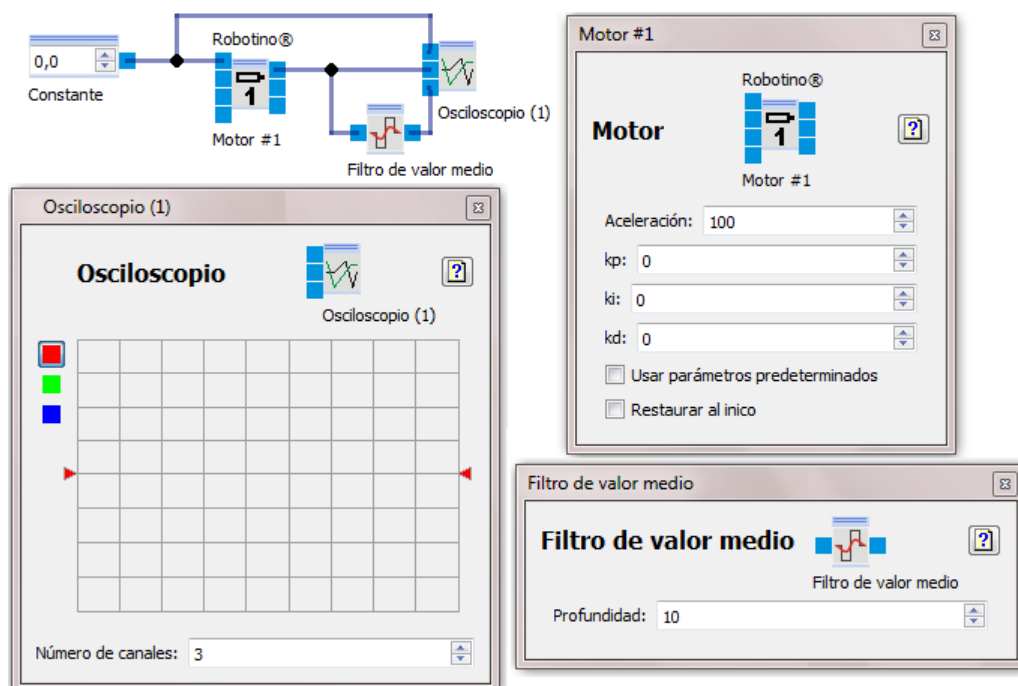 Robotino®
0,0
1
Constante
Motor #1
Osciloscopio (1)
Filtro de valor medio
Osciloscopio (1)
Osciloscopio
?
Osciloscopio (1)
Número de canales: 3
Motor #1
Robotino®
Motor
1
?
Motor #1
Aceleración: 100
kp: 0
ki: 0
kd: 0
Usar parámetros predeterminados
Restaurar al inico
Filtro de valor medio
Filtro de valor medio
?
Filtro de valor medio
Profundidad: 10